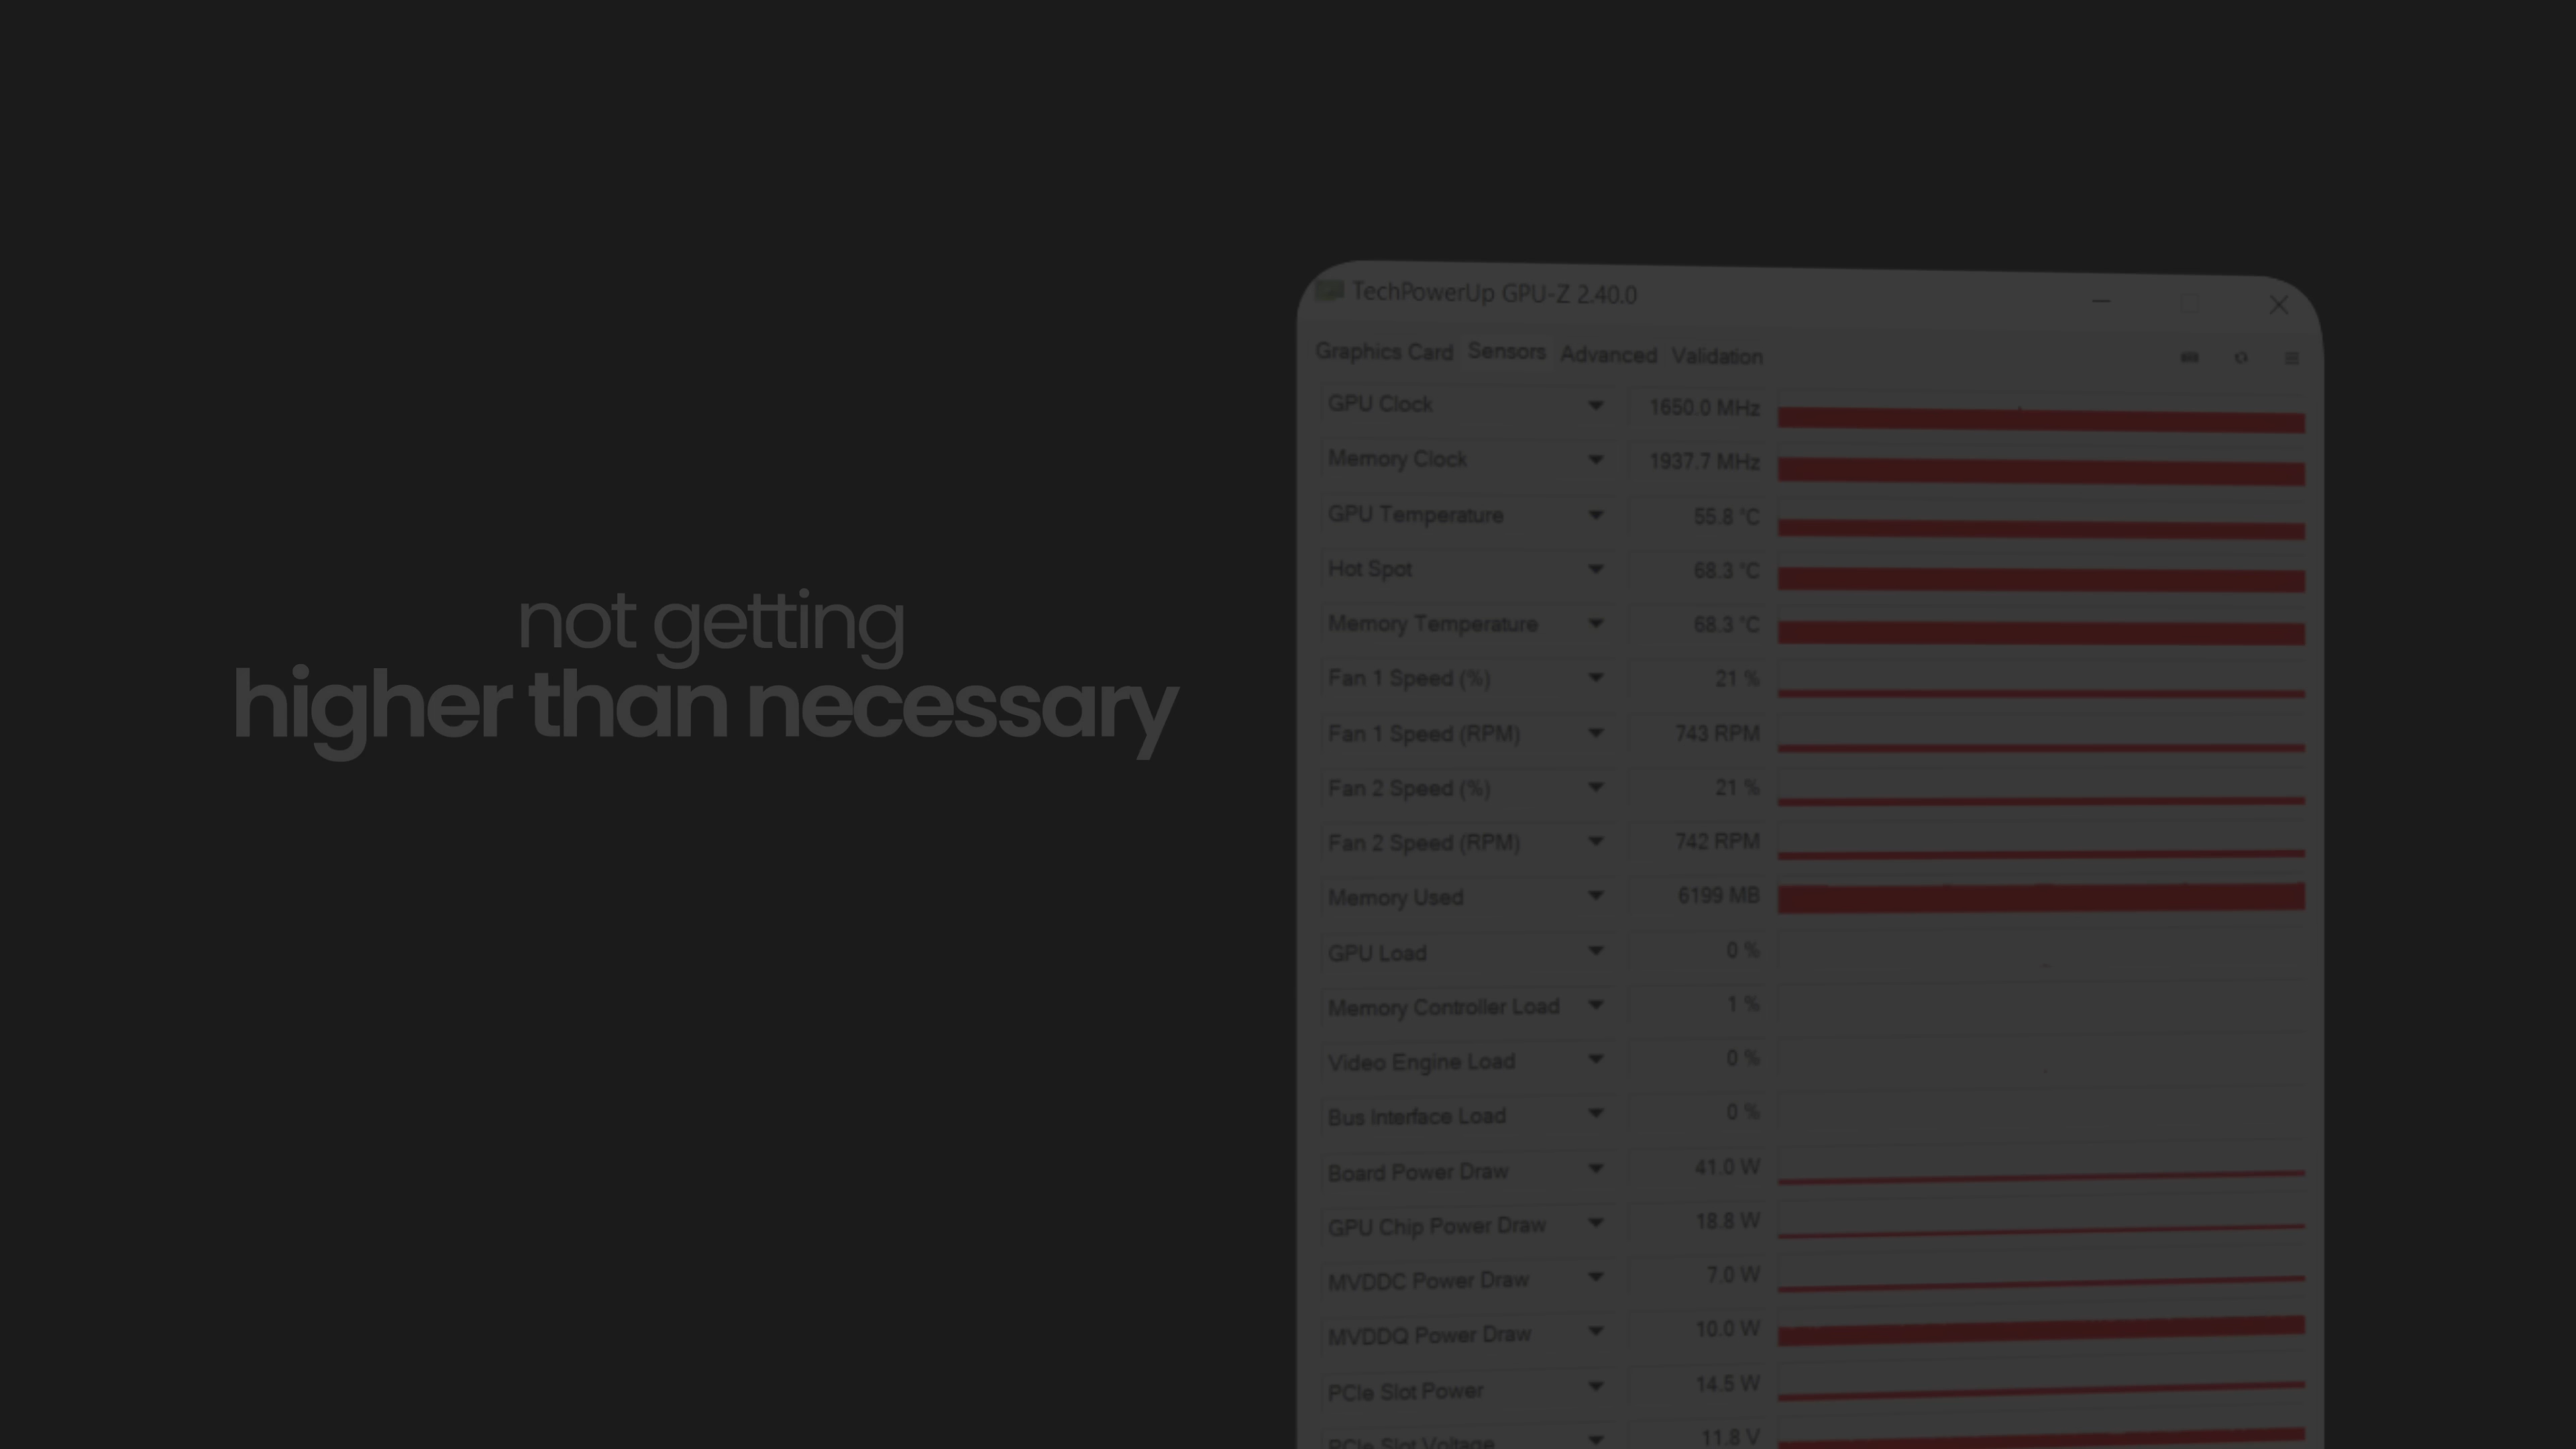 not getting
higher than necessary
TechPowerUp GPU-Z 2.40.0
Graphics Card Sensors Advanced Validation
GPU Clock 1650.0 MHz
Memory Clock 1937.7 MHz
GPU Temperature 55.8 °C
Hot Spot 68.3 °C
Memory Temperature 68.3 °C
Fan 1 Speed (%) 21 %
Fan 1 Speed (RPM) 743 RPM
Fan 2 Speed (%) 21 %
Fan 2 Speed (RPM) 742 RPM
Memory Used 6199 MB
GPU Load 0 %
Memory Controller Load 1 %
Video Engine Load 0 %
Bus Interface Load 0 %
Board Power Draw 41.0 W
GPU Chip Power Draw 18.8 W
MVDDC Power Draw 7.0 W
MVDDQ Power Draw 10.0 W
PCIe Slot Power 14.5 W
PCIe Slot Voltage 11.8 V